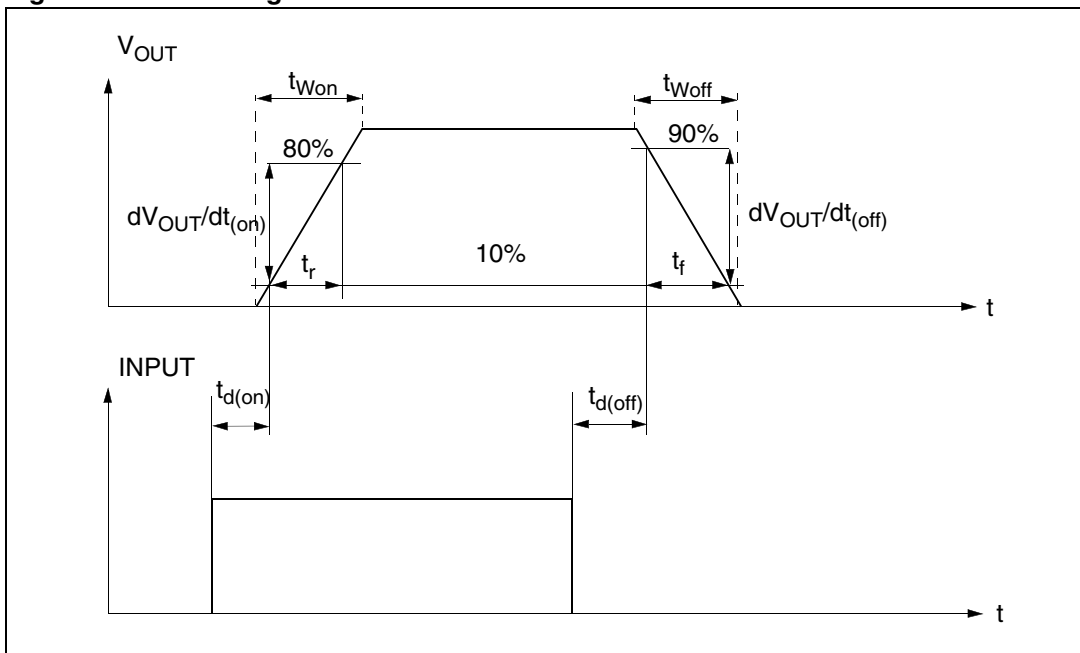 V_OUT
t_Won
t_Woff
80%
90%
dV_OUT/dt_(on)
dV_OUT/dt_(off)
10%
t_r
t_f
t
INPUT
t_d(on)
t_d(off)
t